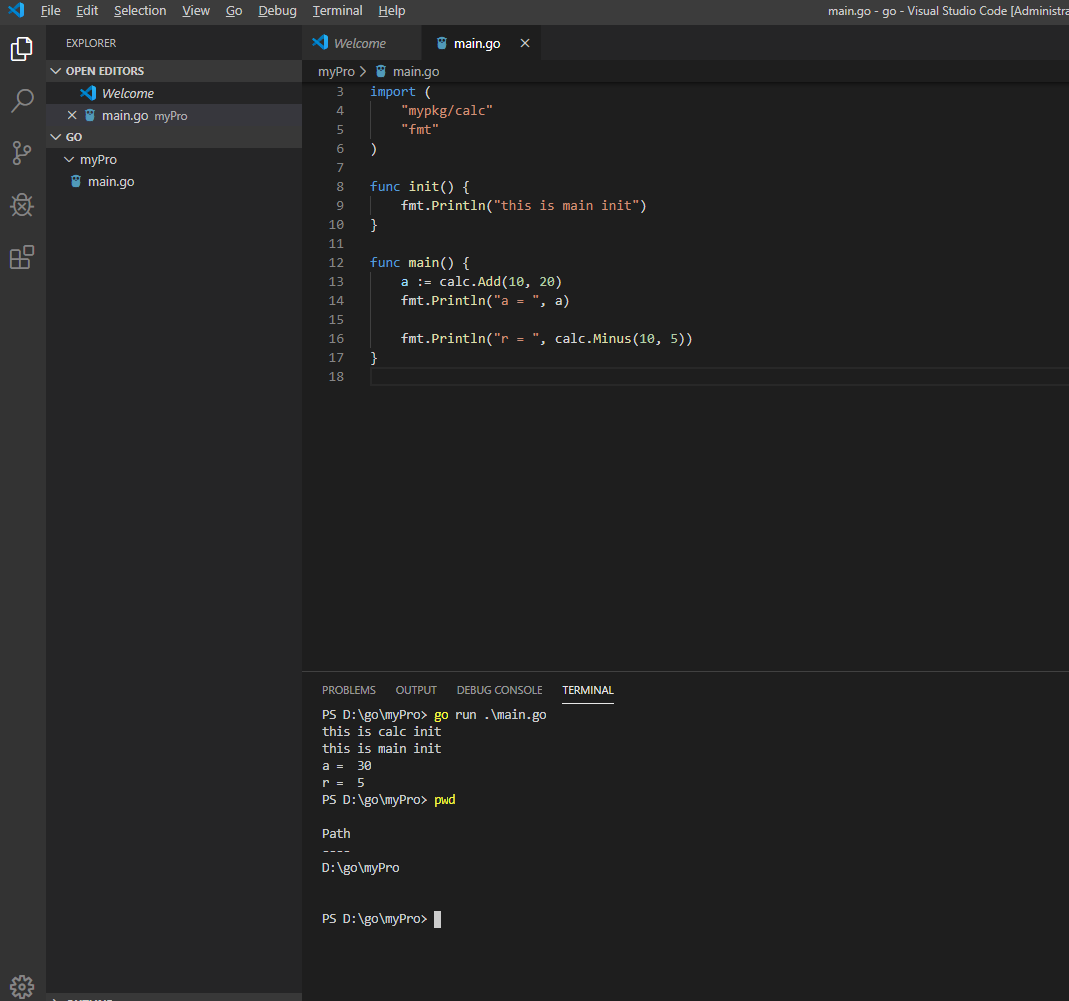 File Edit Selection View Go Debug Terminal Help
main.go - go - Visual Studio Code [Administra
EXPLORER
OPEN EDITORS
Welcome
main.go myPro
GO
myPro
main.go
Welcome
main.go
myPro > main.go
3 import (
4 "mypkg/calc"
5 "fmt"
6 )
7
8 func init() {
9 fmt.Println("this is main init")
10 }
11
12 func main() {
13 a := calc.Add(10, 20)
14 fmt.Println("a = ", a)
15
16 fmt.Println("r = ", calc.Minus(10, 5))
17 }
18
PROBLEMS OUTPUT DEBUG CONSOLE TERMINAL
PS D:\go\myPro> go run .\main.go
this is calc init
this is main init
a =  30
r =  5
PS D:\go\myPro> pwd
Path
----
D:\go\myPro
PS D:\go\myPro>